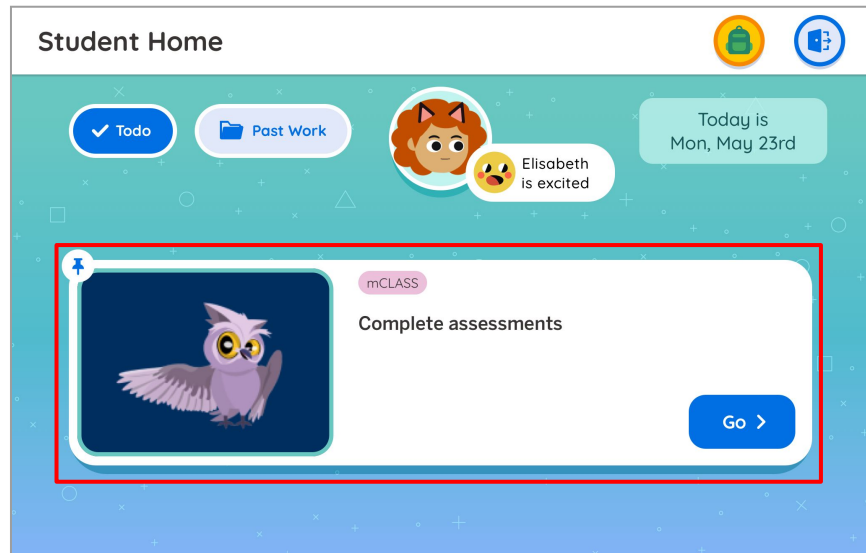 Student Home
Todo
Past Work
Elisabeth
is excited
Today is
Mon, May 23rd
mCLASS
Complete assessments
Go